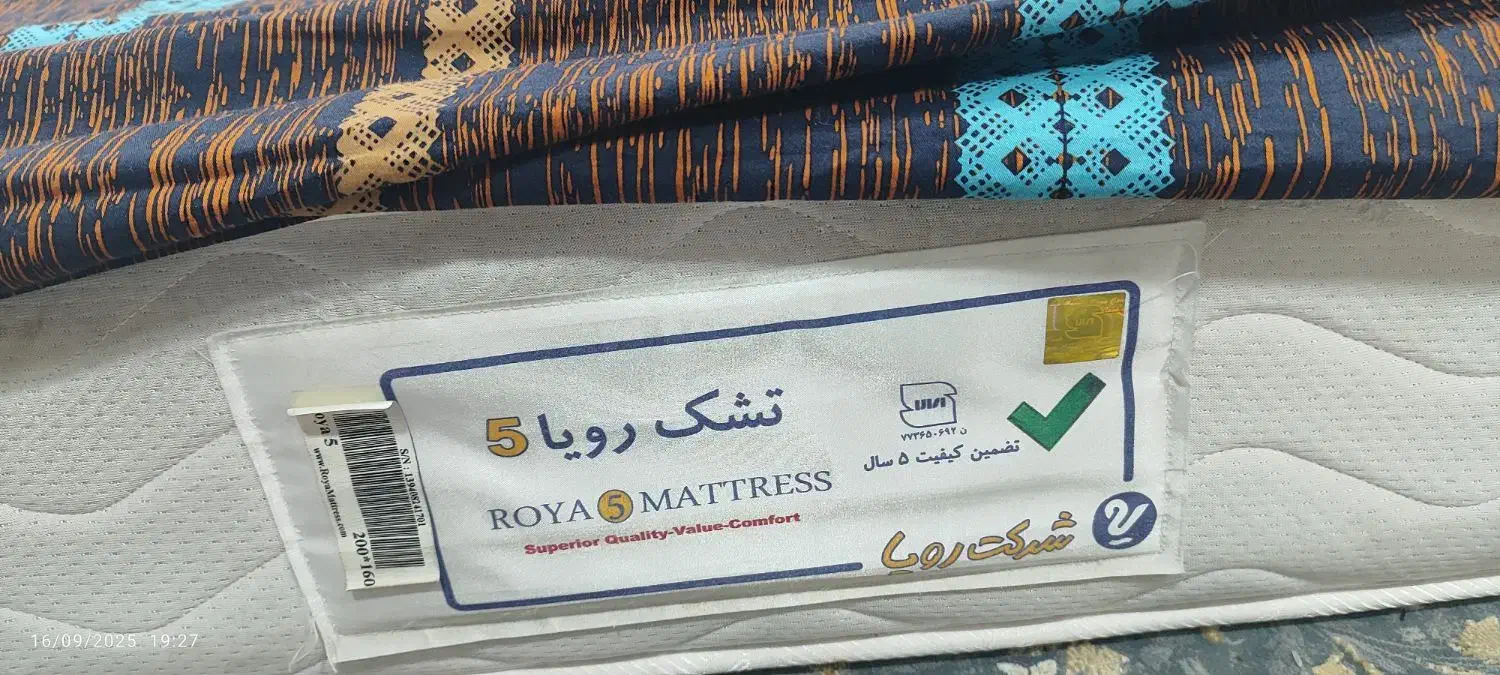 تشک رویا 5
ROYA 5 MATTRESS
Superior Quality-Value-Comfort
تضمین کیفیت ۵ سال
شرکت رویا
oya 5
www.RoyaMattress.com
200*160
16/09/2025 19:27